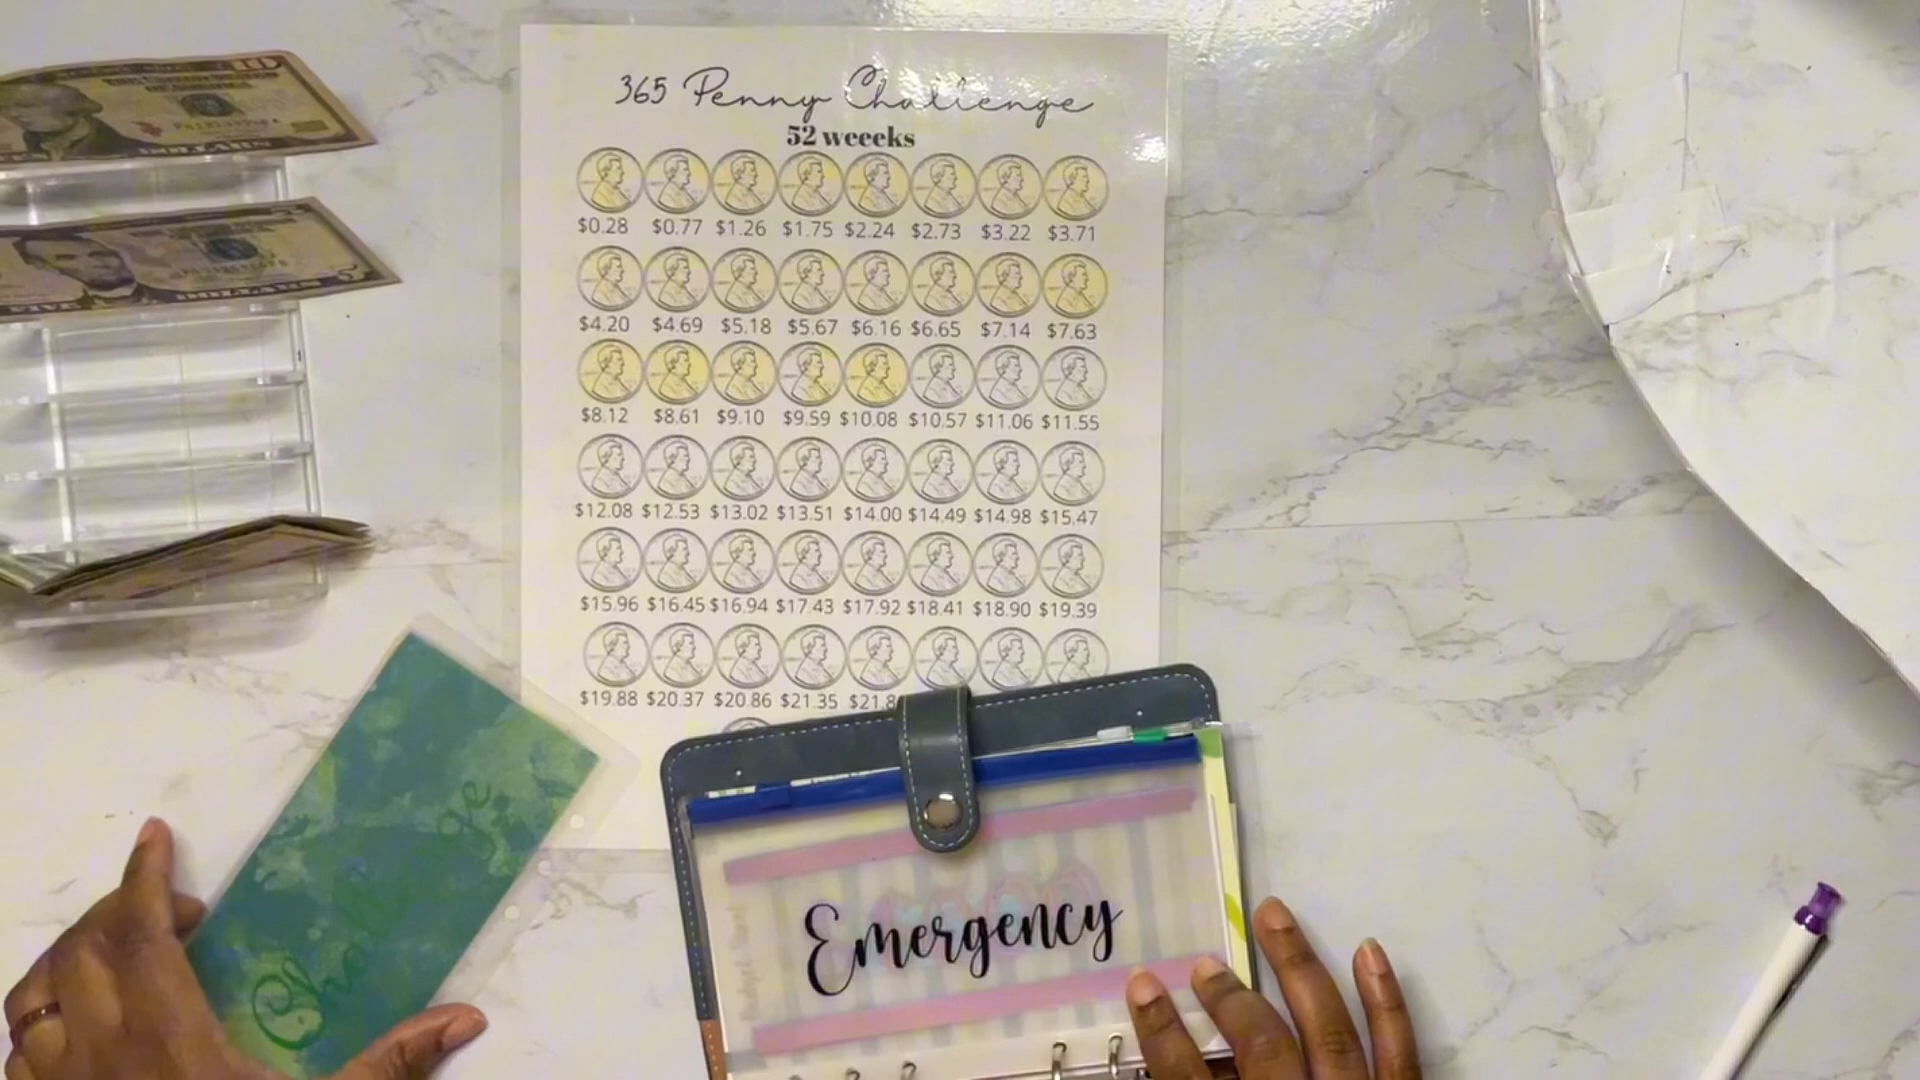 365 Penny Challenge
52 weeeks
$0.28 $0.77 $1.26 $1.75 $2.24 $2.73 $3.22 $3.71
$4.20 $4.69 $5.18 $5.67 $6.16 $6.65 $7.14 $7.63
$8.12 $8.61 $9.10 $9.59 $10.08 $10.57 $11.06 $11.55
$12.08 $12.53 $13.02 $13.51 $14.00 $14.49 $14.98 $15.47
$15.96 $16.45 $16.94 $17.43 $17.92 $18.41 $18.90 $19.39
$19.88 $20.37 $20.86 $21.35 $21.8
Challenge
Emergency